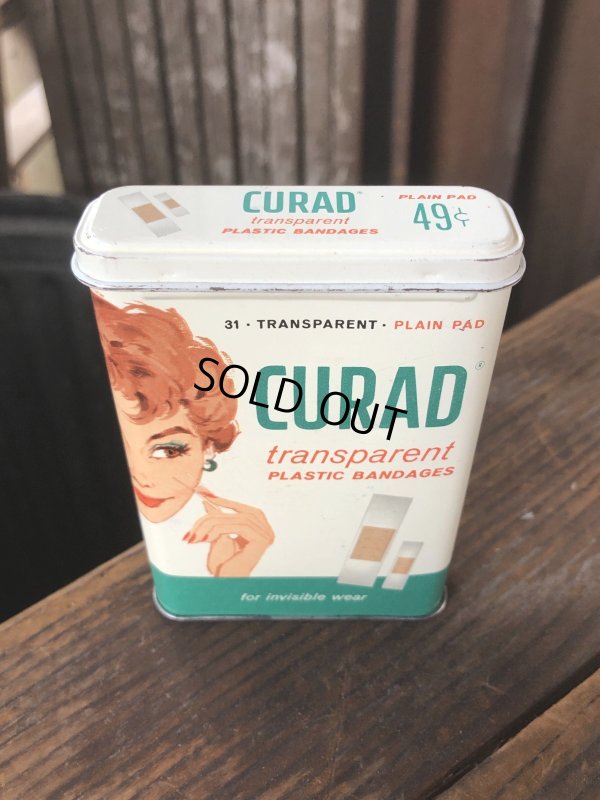 CURAD
transparent
PLASTIC BANDAGES
PLAIN PAD
49¢
31 · TRANSPARENT · PLAIN PAD
CURAD®
transparent
PLASTIC BANDAGES
for invisible wear
SOLD OUT